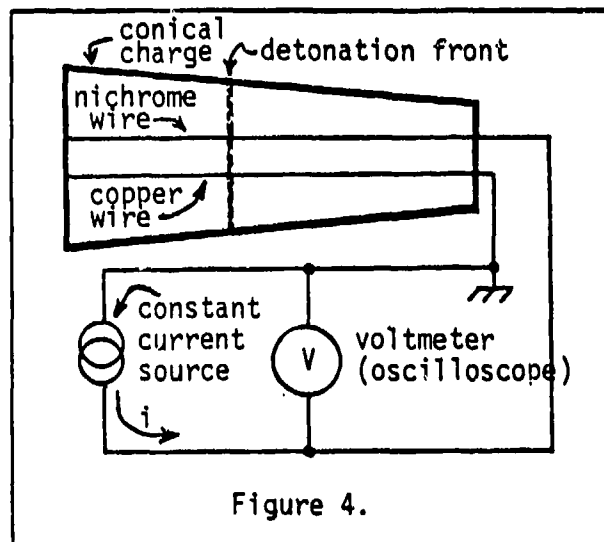 conical
charge
detonation front
nichrome
wire
copper
wire
constant
current
source
i
V
voltmeter
(oscilloscope)
Figure 4.